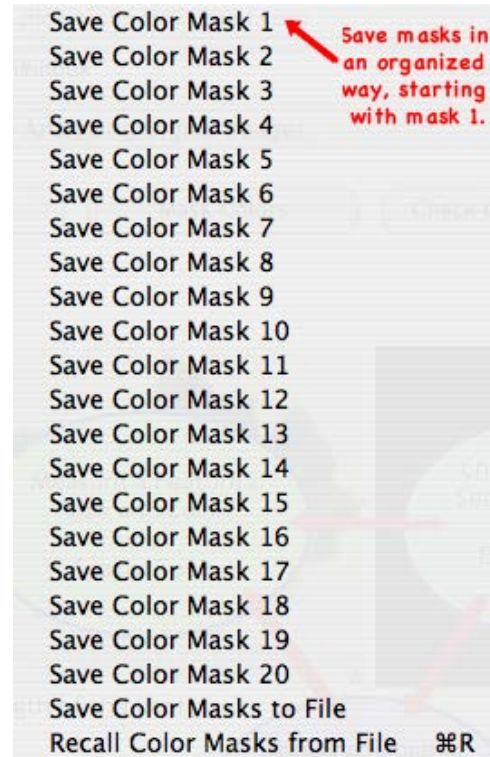 Save Color Mask 1
Save masks in
an organized
way, starting
with mask 1.
Save Color Mask 2
Save Color Mask 3
Save Color Mask 4
Save Color Mask 5
Save Color Mask 6
Save Color Mask 7
Save Color Mask 8
Save Color Mask 9
Save Color Mask 10
Save Color Mask 11
Save Color Mask 12
Save Color Mask 13
Save Color Mask 14
Save Color Mask 15
Save Color Mask 16
Save Color Mask 17
Save Color Mask 18
Save Color Mask 19
Save Color Mask 20
Save Color Masks to File
Recall Color Masks from File ⌘R